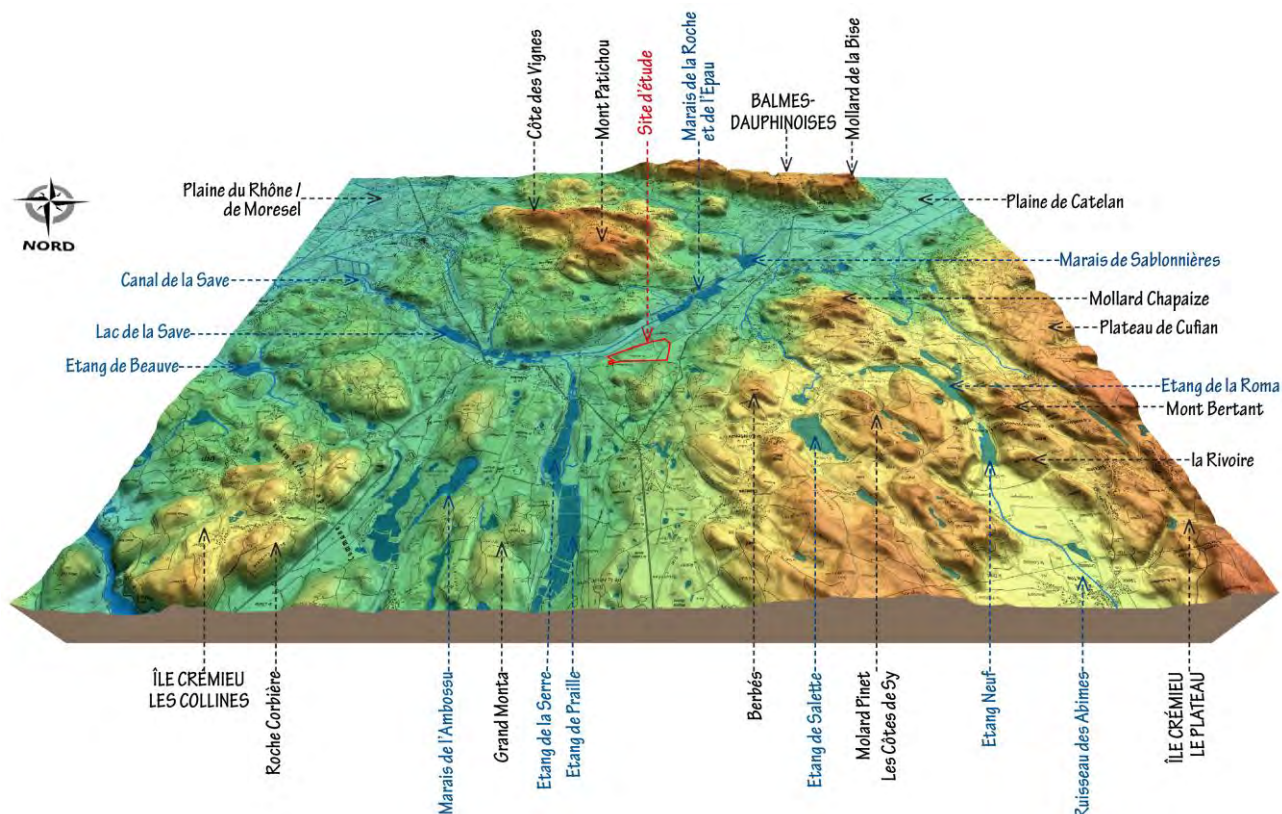 Côte des Vignes
Mont Patichou
Site d'étude
Marais de la Roche
et de l'Epau
BALMES-
DAUPHINOISES
Mollard de la Bise
Plaine du Rhône /
de Moresel
Plaine de Catelan
NORD
Canal de la Save
Marais de Sablonnières
Mollard Chapaize
Lac de la Save
Plateau de Cufian
Etang de Beauve
Etang de la Roma
Mont Bertant
la Rivoire
ÎLE CRÉMIEU
LES COLLINES
Roche Corbière
Marais de l'Ambossu
Grand Monta
Etang de la Serre
Etang de Praille
Berbés
Etang de Salette
Molard Pinet
Les Côtes de Sy
Etang Neuf
Ruisseau des Abimes
ÎLE CRÉMIEU
LE PLATEAU